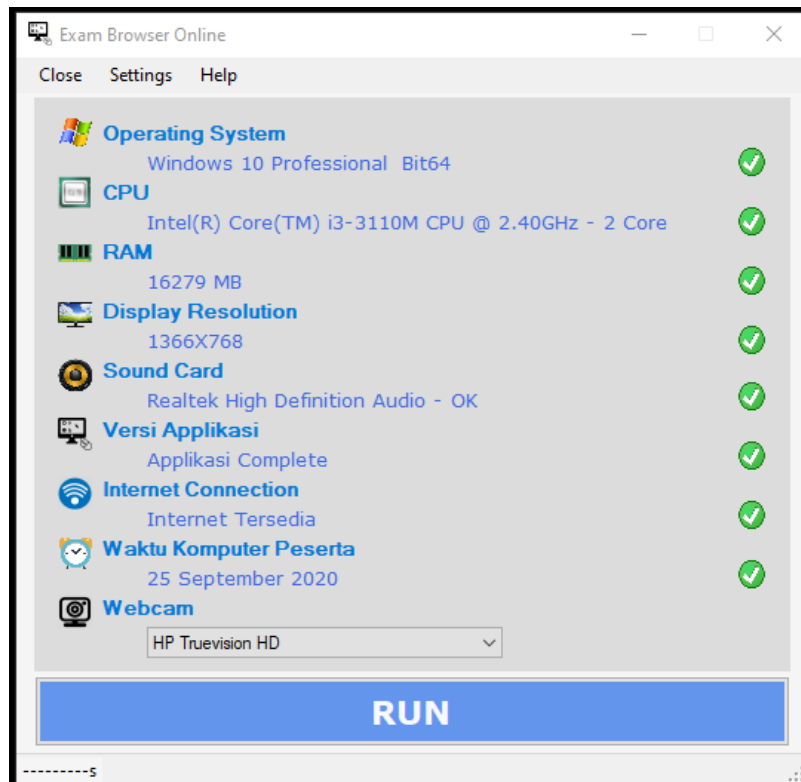 Exam Browser Online
Close Settings Help
Operating System
Windows 10 Professional Bit64
CPU
Intel(R) Core(TM) i3-3110M CPU @ 2.40GHz - 2 Core
RAM
16279 MB
Display Resolution
1366X768
Sound Card
Realtek High Definition Audio - OK
Versi Applikasi
Applikasi Complete
Internet Connection
Internet Tersedia
Waktu Komputer Peserta
25 September 2020
Webcam
HP Truevision HD
RUN
---------s